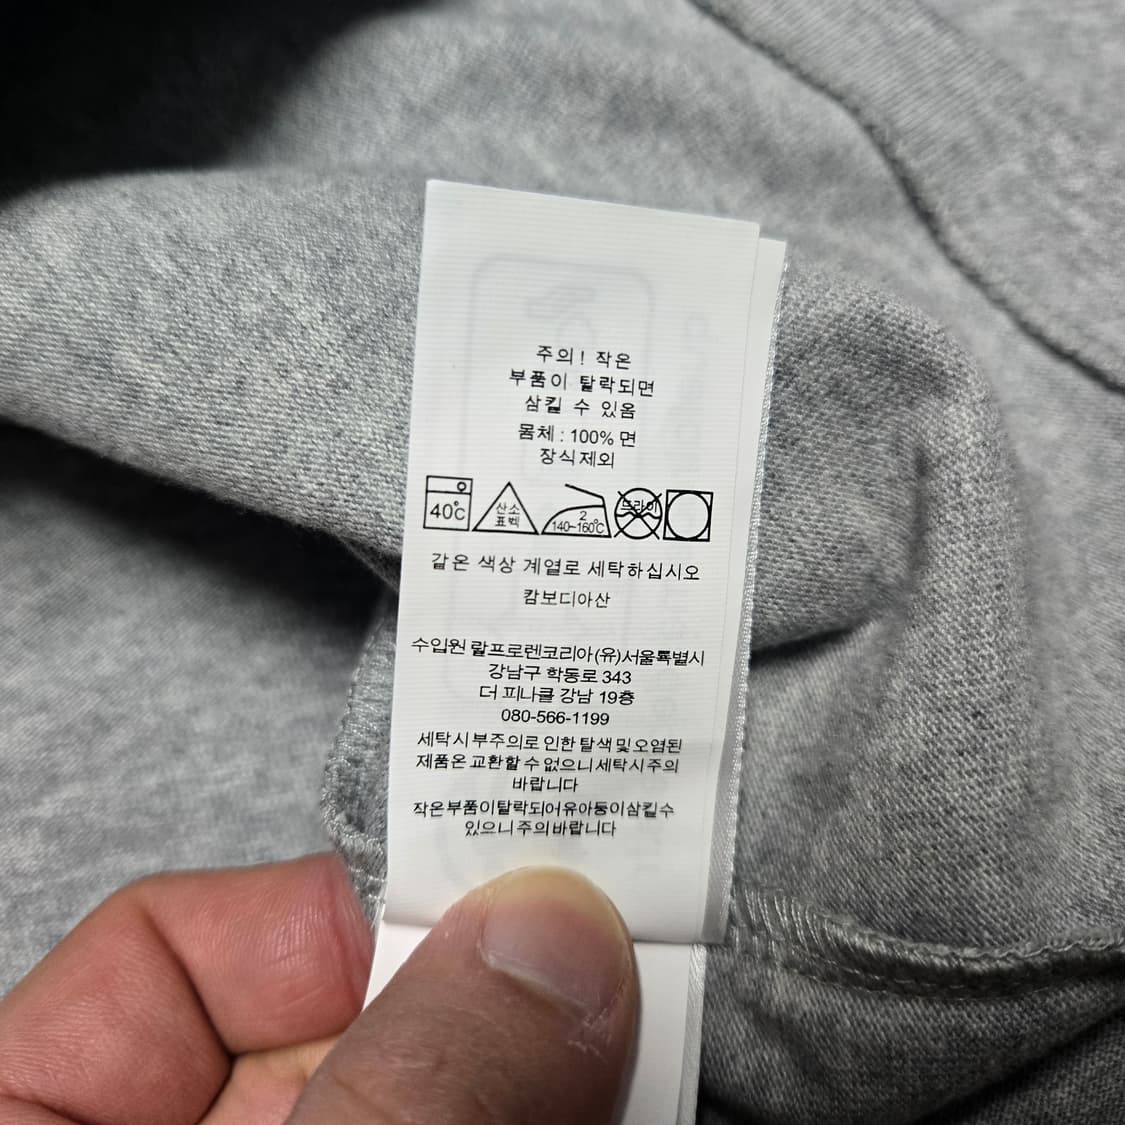 주의! 작은
부품이 탈락되면
삼킬 수 있음
몸체 : 100% 면
장식제외
40℃
산소
표백
2
140~160℃
드라이
같은 색상 계열로 세탁하십시오
캄보디아산
수입원 랄프로렌코리아(유)서울특별시
강남구 학동로 343
더 피나클 강남 19층
080-566-1199
세탁시부주의로 인한 탈색및오염된
제품은 교환할수없으니세탁시주의
바랍니다
작은부품이탈락되어유아등이삼킬수
있으니주의바랍니다